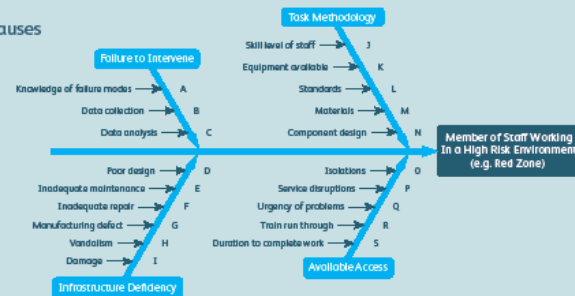 auses
Task Methodology
Skill level of staff J
Equipment available K
Standards L
Materials M
Component design N
Failure to Intervene
Knowledge of failure modes A
Data collection B
Data analysis C
Member of Staff Working
In a High Risk Environment
(e.g. Red Zone)
Poor design D
Inadequate maintenance E
Inadequate repair F
Manufacturing defect G
Vandalism H
Damage I
Infrastructure Deficiency
Isolations O
Service disruptions P
Urgency of problems Q
Train run through R
Duration to complete work S
Available Access